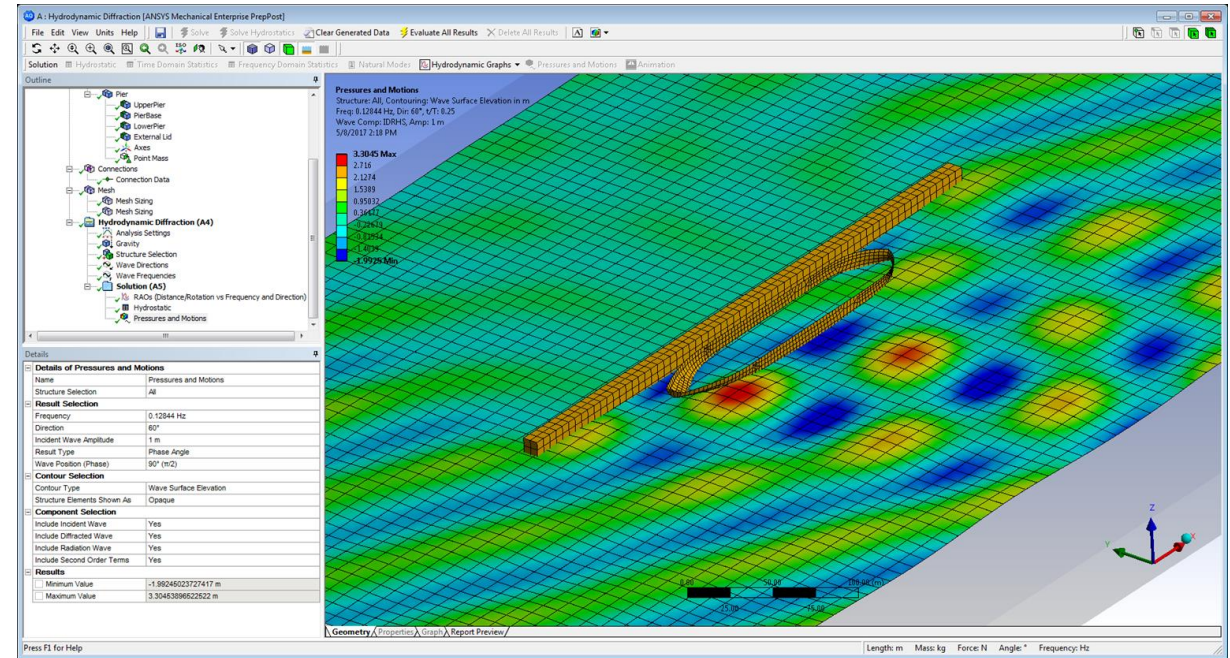 A : Hydrodynamic Diffraction [ANSYS Mechanical Enterprise PrepPost]
File Edit View Units Help Solve Solve Hydrostatics Clear Generated Data Evaluate All Results Delete All Results
Solution Hydrostatic Time Domain Statistics Frequency Domain Statistics Natural Modes Hydrodynamic Graphs Pressures and Motions Animation
Outline
Pier
UpperPier
PierBase
LowerPier
External Lid
Axes
Point Mass
Connections
Connection Data
Mesh
Mesh Sizing
Mesh Sizing
Hydrodynamic Diffraction (A4)
Analysis Settings
Gravity
Structure Selection
Wave Directions
Wave Frequencies
Solution (A5)
RAOs (Distance/Rotation vs Frequency and Direction)
Hydrostatic
Pressures and Motions
Details
Details of Pressures and Motions
Name Pressures and Motions
Structure Selection All
Result Selection
Frequency 0.12844 Hz
Direction 60°
Incident Wave Amplitude 1 m
Result Type Phase Angle
Wave Position (Phase) 90° (π/2)
Contour Selection
Contour Type Wave Surface Elevation
Structure Elements Shown As Opaque
Component Selection
Include Incident Wave Yes
Include Diffracted Wave Yes
Include Radiation Wave Yes
Include Second Order Terms Yes
Results
Minimum Value -1.99245023727417 m
Maximum Value 3.30453896522522 m
Pressures and Motions
Structure: All, Contouring: Wave Surface Elevation in m
Freq: 0.12844 Hz, Dir: 60°, t/T: 0.25
Wave Comp: IDRHS, Amp: 1 m
5/8/2017 2:18 PM
3.3045 Max
2.716
2.1274
1.5389
0.95032
-1.9925 Min
Z
Y
X
0.00 50.00 100.00 (m)
25.00 75.00
Geometry Properties Graph Report Preview
Press F1 for Help
Length: m Mass: kg Force: N Angle: ° Frequency: Hz